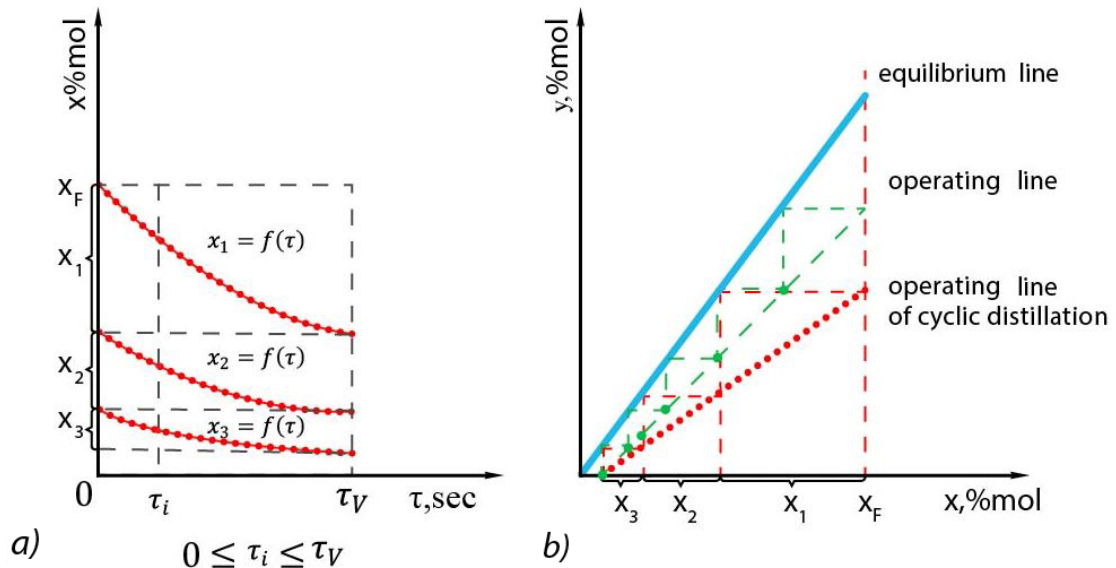 x%mol
x_F
x_1
x_2
x_3
x_1 = f(τ)
x_2 = f(τ)
x_3 = f(τ)
0
τ_i
τ_V
τ,sec
a)
0 ≤ τ_i ≤ τ_V
y,%mol
equilibrium line
operating line
operating line
of cyclic distillation
x_3
x_2
x_1
x_F
x,%mol
b)